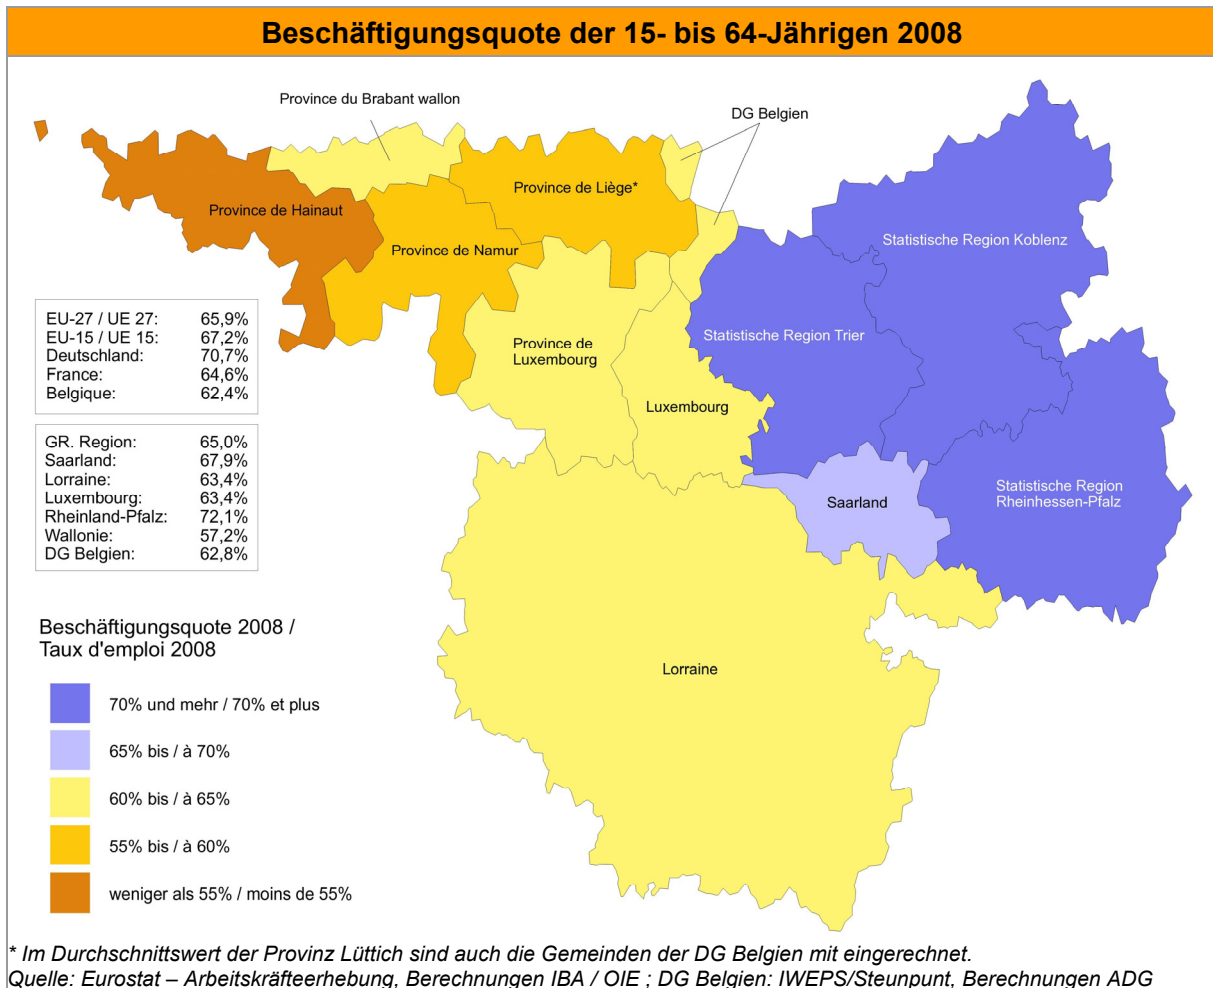 Beschäftigungsquote der 15- bis 64-Jährigen 2008
Province du Brabant wallon
DG Belgien
Province de Liège*
Province de Hainaut
Province de Namur
Statistische Region Koblenz
Statistische Region Trier
Province de
Luxembourg
Luxembourg
Saarland
Statistische Region
Rheinhessen-Pfalz
Lorraine
EU-27 / UE 27: 65,9%
EU-15 / UE 15: 67,2%
Deutschland: 70,7%
France: 64,6%
Belgique: 62,4%
GR. Region: 65,0%
Saarland: 67,9%
Lorraine: 63,4%
Luxembourg: 63,4%
Rheinland-Pfalz: 72,1%
Wallonie: 57,2%
DG Belgien: 62,8%
Beschäftigungsquote 2008 /
Taux d'emploi 2008
70% und mehr / 70% et plus
65% bis / à 70%
60% bis / à 65%
55% bis / à 60%
weniger als 55% / moins de 55%
* Im Durchschnittswert der Provinz Lüttich sind auch die Gemeinden der DG Belgien mit eingerechnet.
Quelle: Eurostat – Arbeitskräfteerhebung, Berechnungen IBA / OIE ; DG Belgien: IWEPS/Steunpunt, Berechnungen ADG